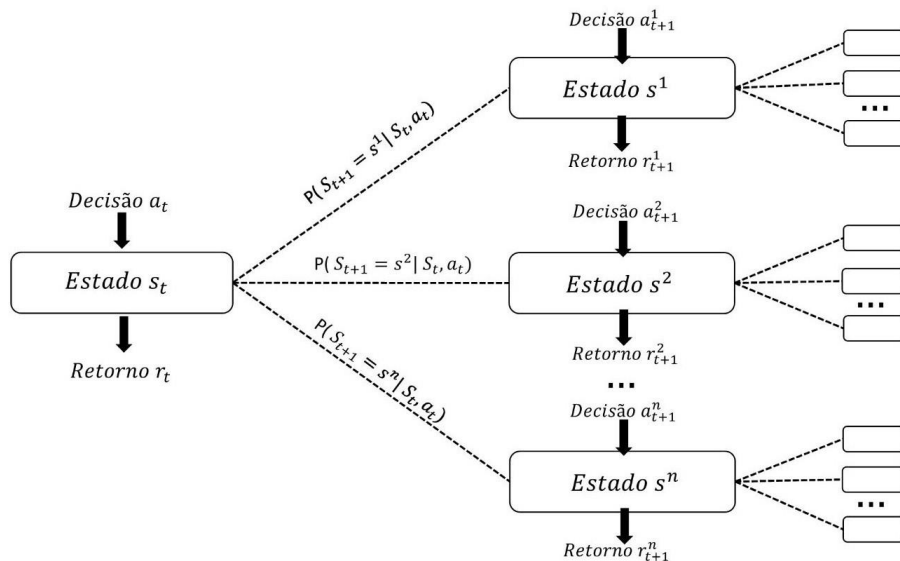 Decisão a_t
Estado s_t
Retorno r_t
P( S_{t+1} = s^1 | S_t, a_t)
P( S_{t+1} = s^2 | S_t, a_t)
P( S_{t+1} = s^n | S_t, a_t)
Decisão a_{t+1}^1
Estado s^1
Retorno r_{t+1}^1
...
Decisão a_{t+1}^2
Estado s^2
Retorno r_{t+1}^2
...
...
Decisão a_{t+1}^n
Estado s^n
Retorno r_{t+1}^n
...